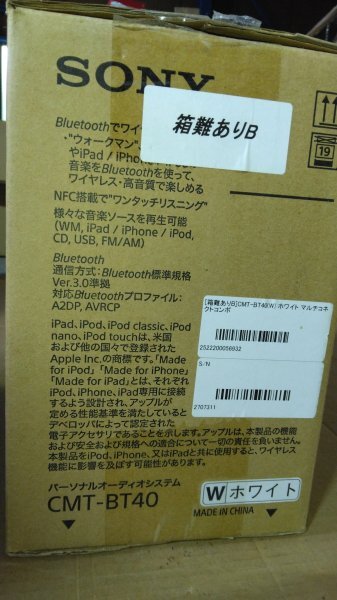 SONY
箱難ありB
Bluetoothでワイ
・"ウォークマン"、
やiPad / iPhone / iPod
音楽をBluetoothを使って、
ワイヤレス・高音質で楽しめる
NFC搭載で"ワンタッチリスニング"
様々な音楽ソースを再生可能
(WM, iPad / iPhone / iPod,
CD, USB, FM/AM)
19
Bluetooth
通信方式: Bluetooth標準規格
Ver.3.0準拠
対応Bluetoothプロファイル:
A2DP, AVRCP
[箱難ありB]CMT-BT40(W) ホワイト マルチコネ
クトコンポ
2522200056932
S/N
2707311
iPad、iPod、iPod classic、iPod
nano、iPod touchは、米国
および他の国々で登録された
Apple Inc.の商標です。「Made
for iPod」「Made for iPhone」
「Made for iPad」とは、それぞれ
iPod、iPhone、iPad専用に接続
するよう設計され、アップルが
定める性能基準を満たしていると
デベロッパによって認定された
電子アクセサリであることを示します。アップルは、本製品の機能
および安全および規格への適合について一切の責任を負いません。
本製品をiPod、iPhone、又はiPadと共に使用すると、ワイヤレス
機能に影響を及ぼす可能性があります。
パーソナルオーディオシステム
CMT-BT40
W ホワイト
MADE IN CHINA